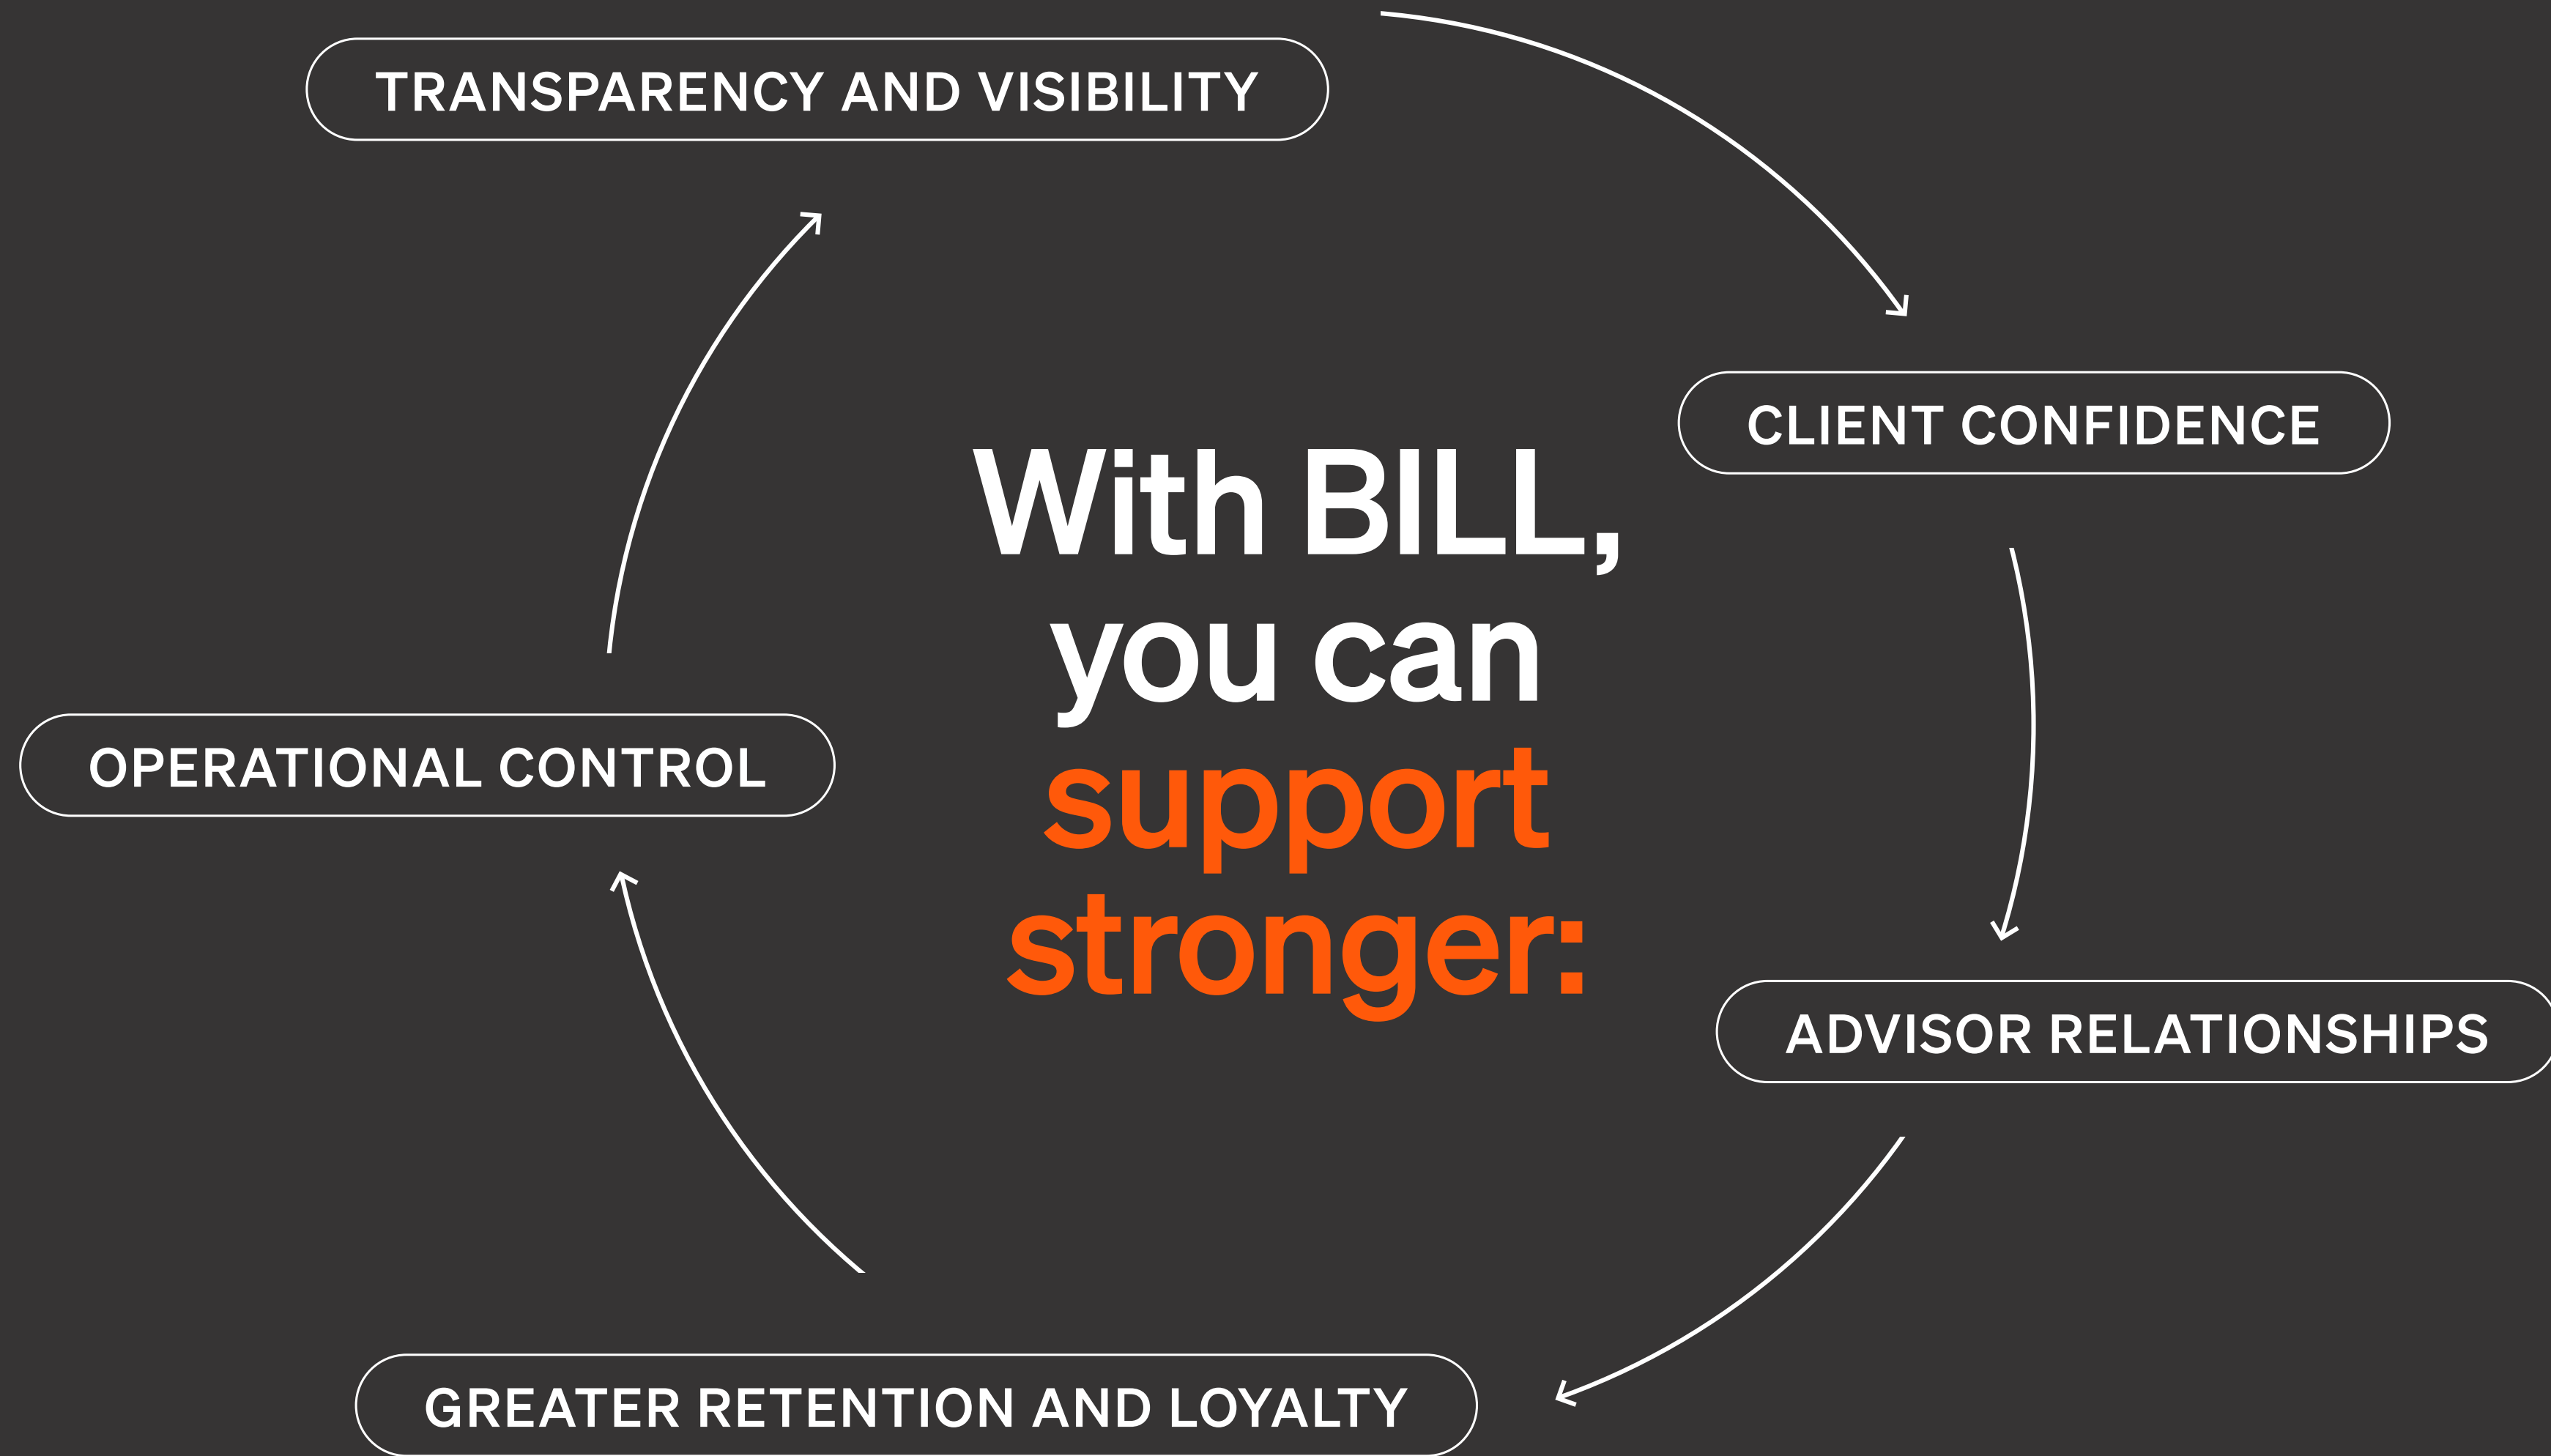 TRANSPARENCY AND VISIBILITY
CLIENT CONFIDENCE
With BILL,
you can
support
stronger:
OPERATIONAL CONTROL
ADVISOR RELATIONSHIPS
GREATER RETENTION AND LOYALTY